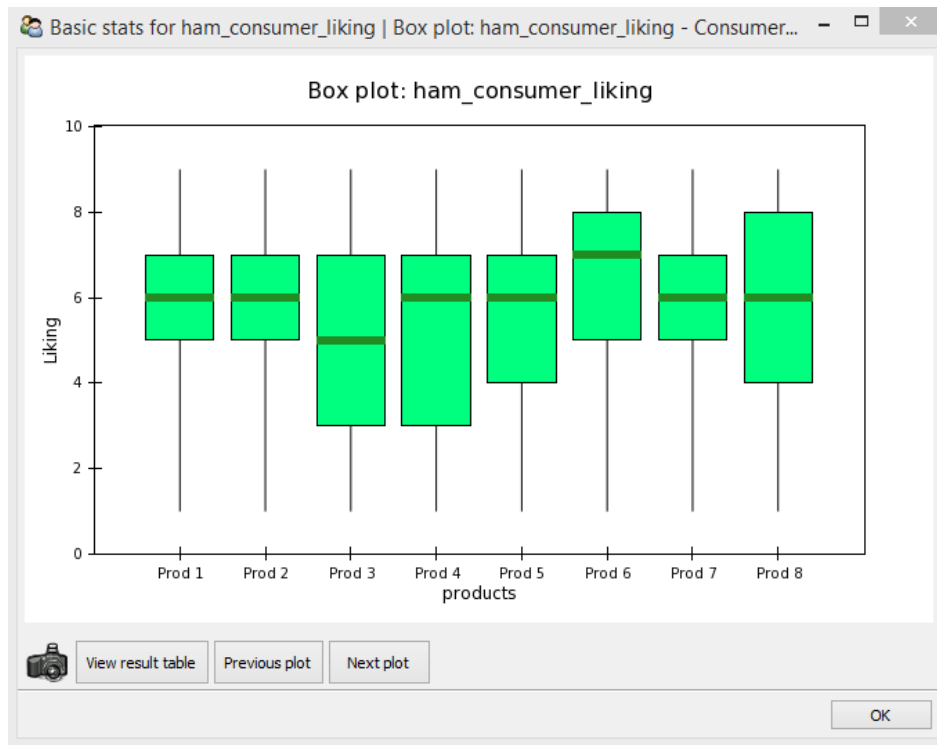 Basic stats for ham_consumer_liking | Box plot: ham_consumer_liking - Consumer...
Box plot: ham_consumer_liking
10
8
6
4
2
0
Liking
Prod 1 Prod 2 Prod 3 Prod 4 Prod 5 Prod 6 Prod 7 Prod 8
products
View result table Previous plot Next plot
OK